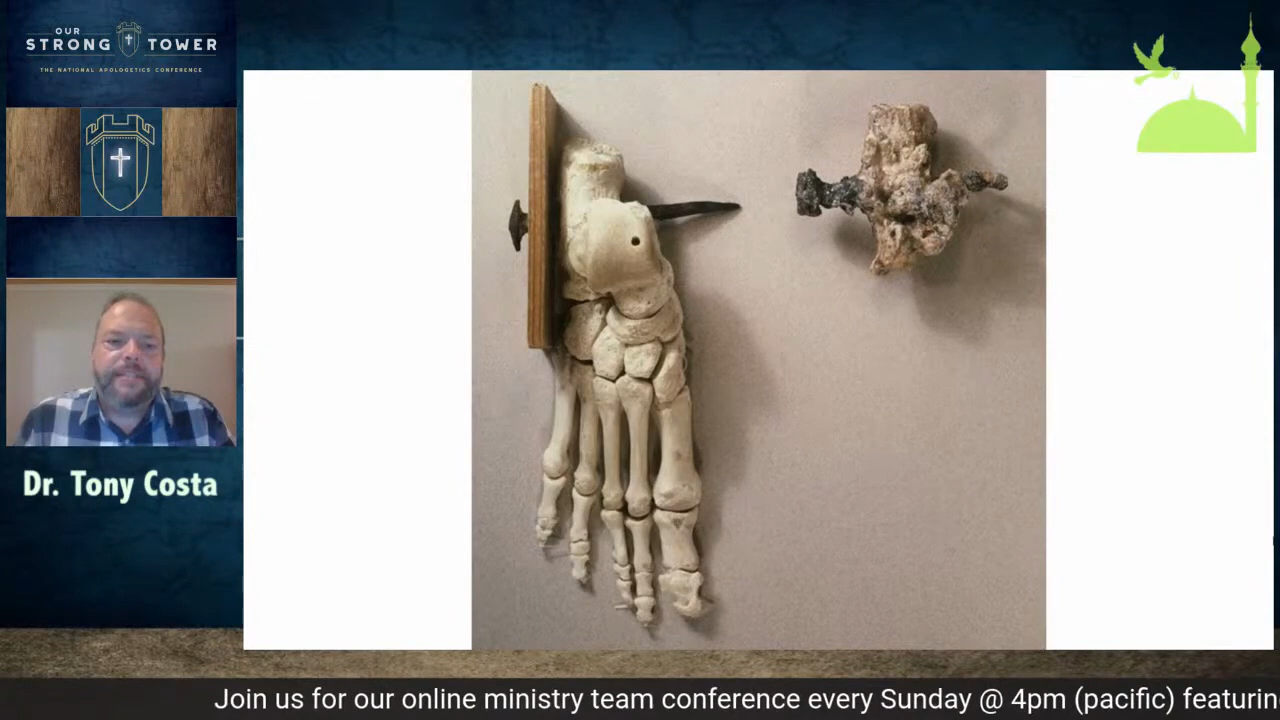 OUR
STRONG TOWER
THE NATIONAL APOLOGETICS CONFERENCE
Dr. Tony Costa
Join us for our online ministry team conference every Sunday @ 4pm (pacific) featurin